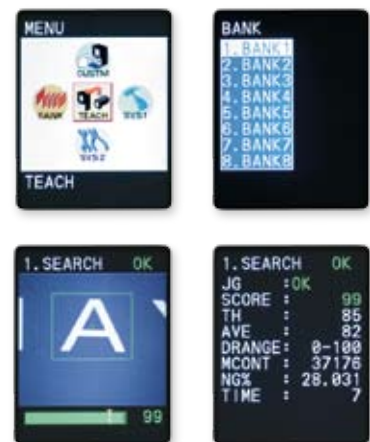 MENU
CUSTM
BANK
TEACH
SYS1
SYS2
TEACH
BANK
1.BANK1
2.BANK2
3.BANK3
4.BANK4
5.BANK5
6.BANK6
7.BANK7
8.BANK8
1.SEARCH OK
A
99
1.SEARCH OK
JG :OK
SCORE : 99
TH : 85
AVE : 82
DRANGE: 0-100
MCONT : 37176
NG% : 28.031
TIME : 7